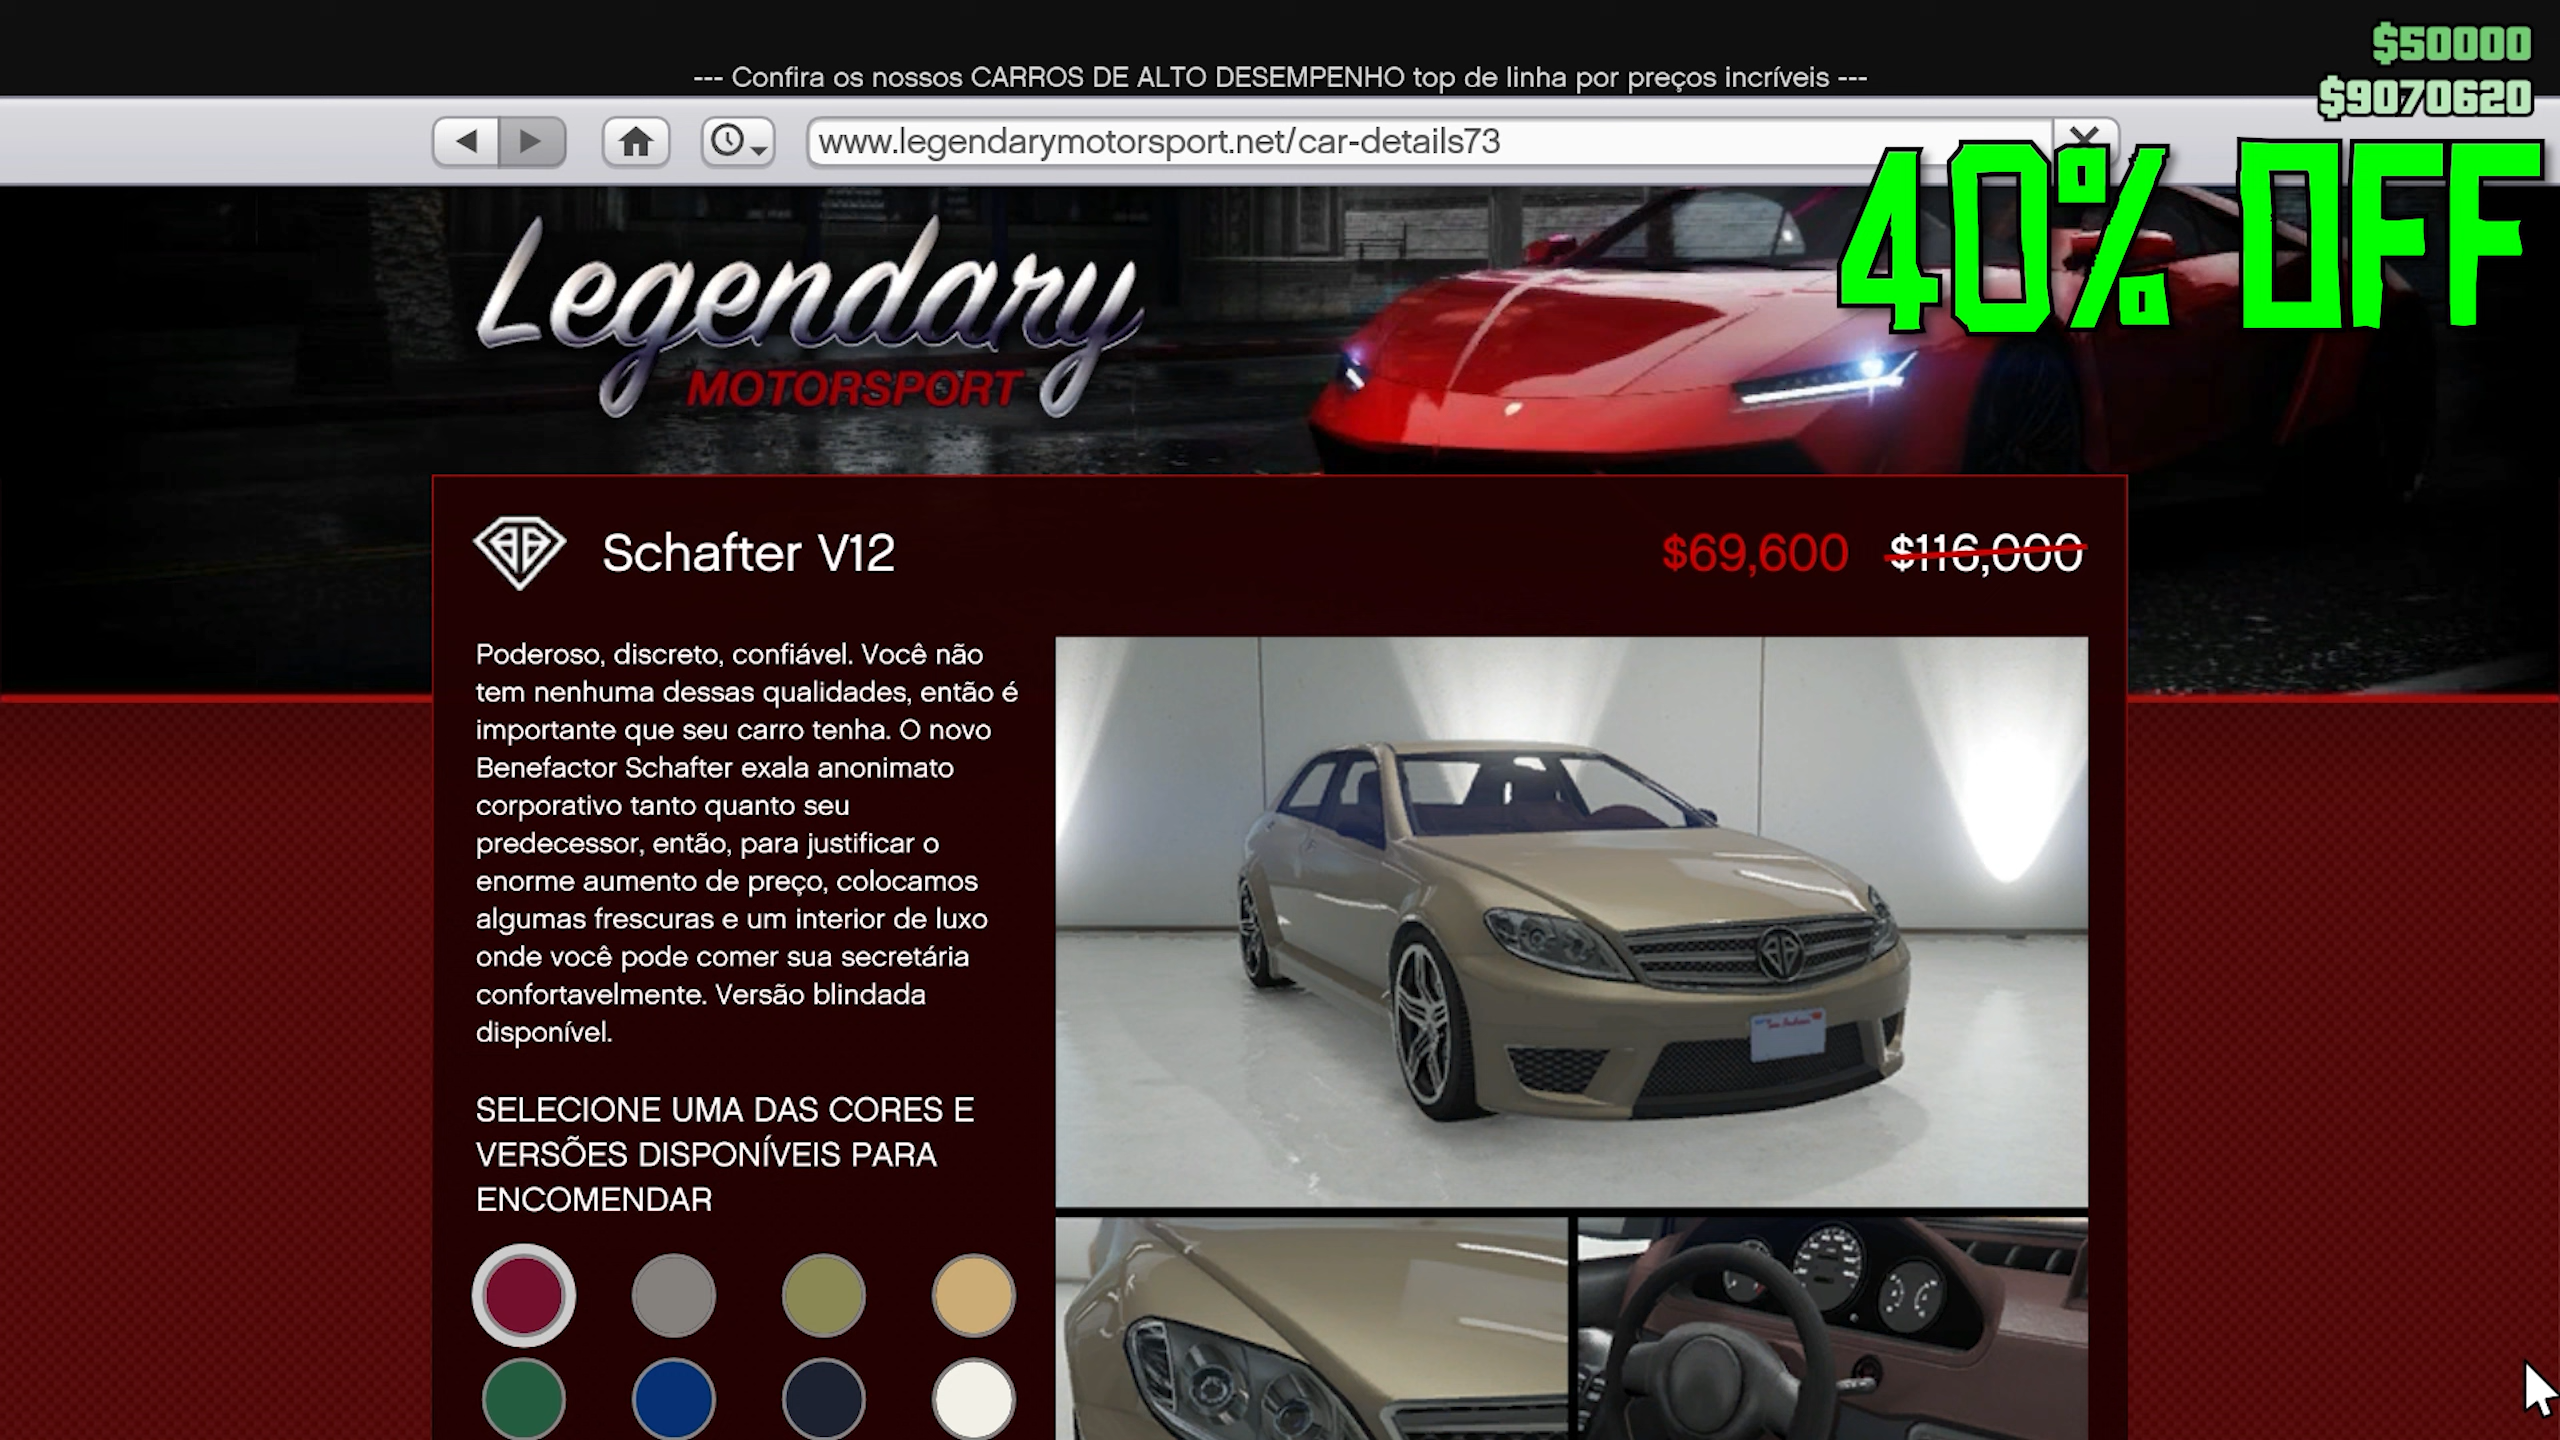 $50000
--- Confira os nossos CARROS DE ALTO DESEMPENHO top de linha por preços incríveis ---
$9070620
www.legendarymotorsport.net/car-details73
40% OFF
Legendary
MOTORSPORT
Schafter V12
$69,600 $116,000
Poderoso, discreto, confiável. Você não
tem nenhuma dessas qualidades, então é
importante que seu carro tenha. O novo
Benefactor Schafter exala anonimato
corporativo tanto quanto seu
predecessor, então, para justificar o
enorme aumento de preço, colocamos
algumas frescuras e um interior de luxo
onde você pode comer sua secretária
confortavelmente. Versão blindada
disponível.
SELECIONE UMA DAS CORES E
VERSÕES DISPONÍVEIS PARA
ENCOMENDAR